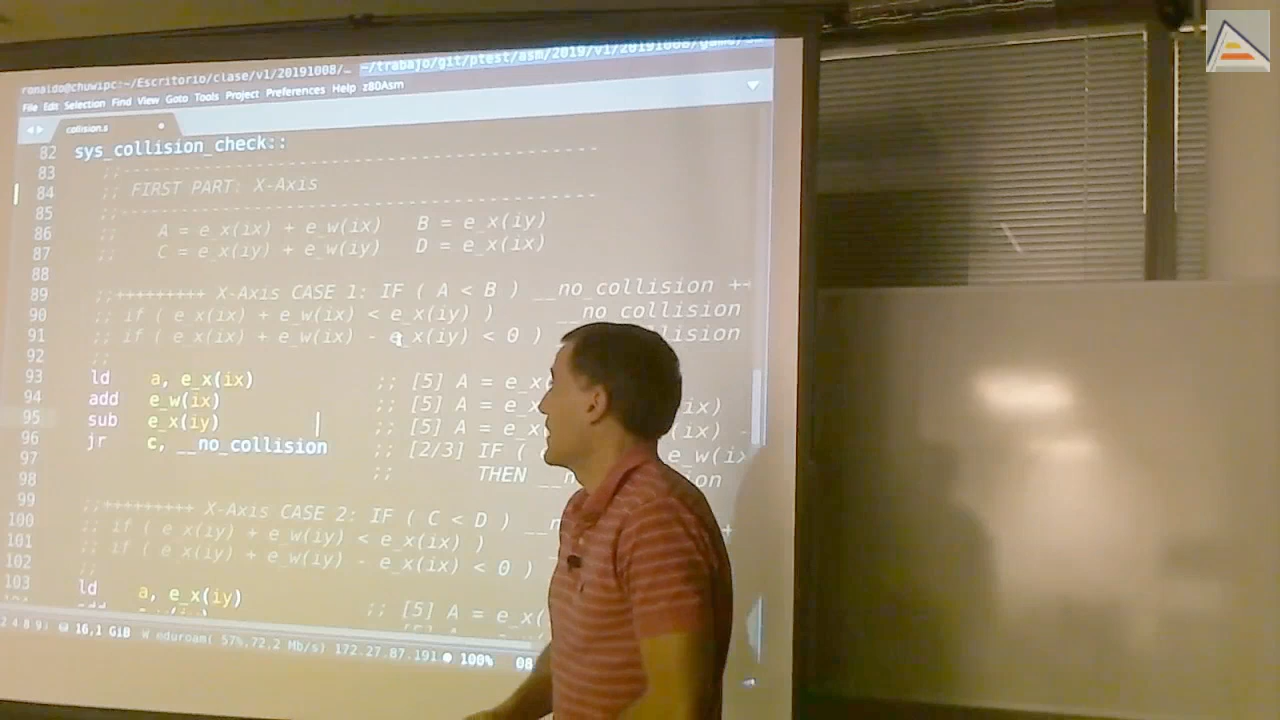 ronaldo@chuwipc:~/Escritorio/clase/v1/20191008/… ~/trabajo/git/ptest/asm/2019/v1/20191008/game/
File Edit Selection Find View Goto Tools Project Preferences Help z80Asm
collision.s
82 sys_collision_check::
83 ;;---------------------------------------------
84 ;; FIRST PART: X-Axis
85 ;;---------------------------------------------
86 ;; A = e_x(ix) + e_w(ix) B = e_x(iy)
87 ;; C = e_x(iy) + e_w(iy) D = e_x(ix)
88
89 ;;+++++++++ X-Axis CASE 1: IF ( A < B ) __no_collision ++
90 ;; if ( e_x(ix) + e_w(ix) < e_x(iy) ) __no_collision
91 ;; if ( e_x(ix) + e_w(ix) - e_x(iy) < 0 )
92 ;;
93 ld a, e_x(ix) ;; [5] A =
94 add e_w(ix) ;; [5] A =
95 sub e_x(iy) ;; [5] A =
96 jr c, __no_collision ;; [2/3] IF (
97 ;; THEN
98
99 ;;+++++++++ X-Axis CASE 2: IF ( C < D )
100 ;; if ( e_x(iy) + e_w(iy) < e_x(ix) )
101 ;; if ( e_x(iy) + e_w(iy) - e_x(ix) < 0 )
102 ;;
103 ld a, e_x(iy) ;; [5] A =
16,1 GiB W eduroam( 57%,72,2 Mb/s) 172.27.87.191 100% 08